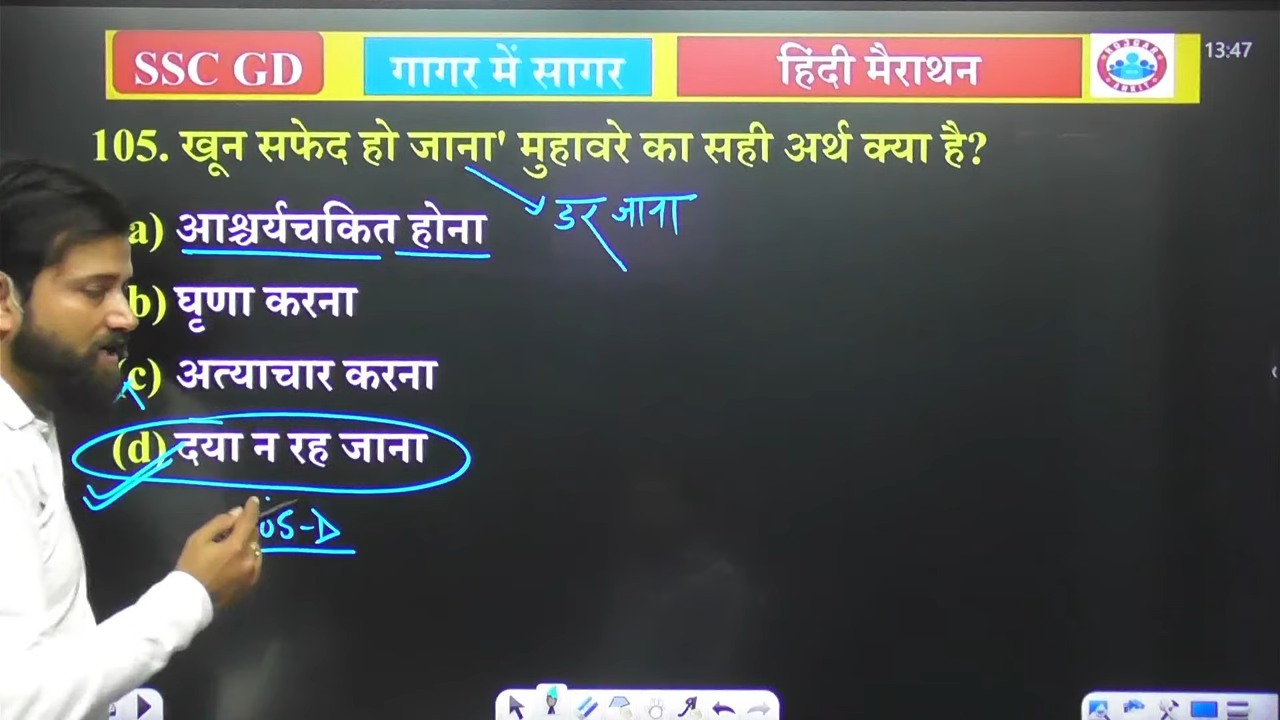 SSC GD
गागर में सागर
हिंदी मैराथन
13:47
105. खून सफेद हो जाना' मुहावरे का सही अर्थ क्या है?
डर जाना
a) आश्चर्यचकित होना
b) घृणा करना
(c) अत्याचार करना
(d) दया न रह जाना
05-D